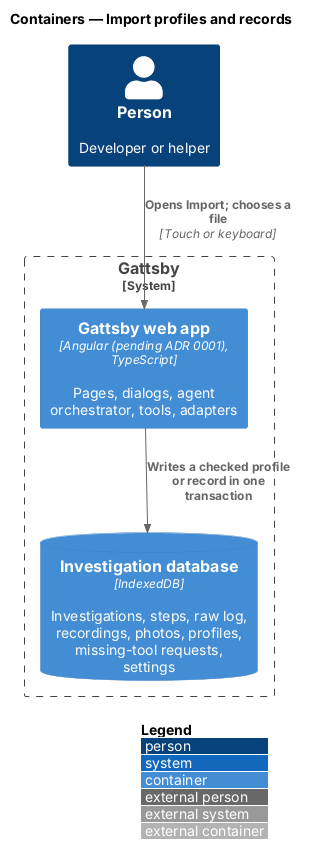 Containers — Import profiles and records
Person
Developer or helper
Opens Import; chooses a
file
[Touch or keyboard]
Gattsby
[System]
Gattsby web app
[Angular (pending ADR 0001),
TypeScript]
Pages, dialogs, agent
orchestrator, tools, adapters
Writes a checked profile
or record in one
transaction
Investigation database
[IndexedDB]
Investigations, steps, raw log,
recordings, photos, profiles,
missing-tool requests,
settings
Legend
person
system
container
external person
external system
external container